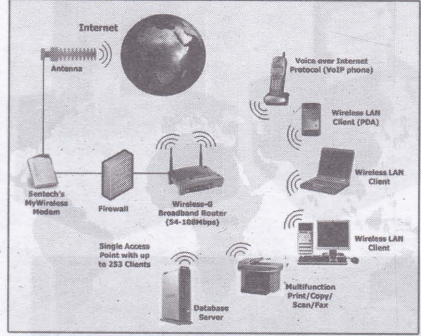 Internet
Antenna
Voice over Internet
Protocol (VoIP phone)
Wireless LAN
Client (PDA)
Wireless LAN
Client
Sentech's
MyWireless
Modem
Firewall
Wireless-G
Broadband Router
(54-108Mbps)
Wireless LAN
Client
Single Access
Point with up
to 253 Clients
Database
Server
Multifunction
Print/Copy/
Scan/Fax